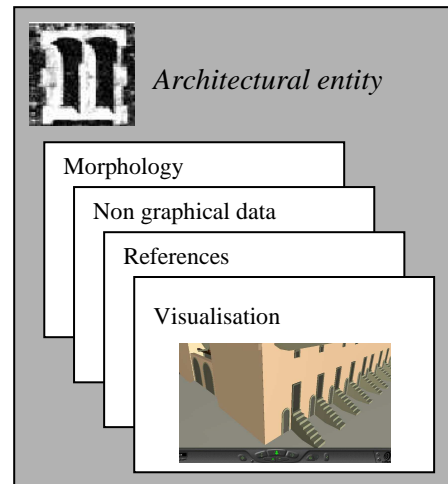 Architectural entity
Morphology
Non graphical data
References
Visualisation